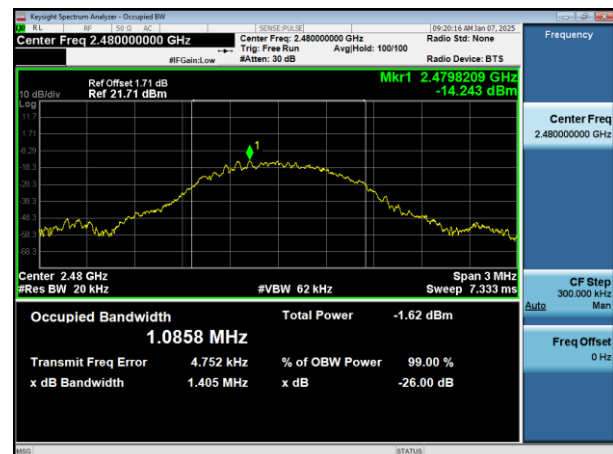 Keysight Spectrum Analyzer - Occupied BW
RL RF 50 Ω AC SENSE:PULSE 09:20:16 AM Jan 07, 2025
Center Freq 2.480000000 GHz
Center Freq: 2.480000000 GHz
Radio Std: None
Trig: Free Run Avg|Hold: 100/100
#IFGain:Low #Atten: 30 dB Radio Device: BTS
Ref Offset 1.71 dB
Mkr1 2.4798209 GHz
10 dB/div Ref 21.71 dBm -14.243 dBm
Log
11.7
1.71
-8.29
-18.3
-28.3
-38.3
-48.3
-58.3
-68.3
1
Center 2.48 GHz Span 3 MHz
#Res BW 20 kHz #VBW 62 kHz Sweep 7.333 ms
Occupied Bandwidth Total Power -1.62 dBm
1.0858 MHz
Transmit Freq Error 4.752 kHz % of OBW Power 99.00 %
x dB Bandwidth 1.405 MHz x dB -26.00 dB
MSG STATUS
Frequency
Center Freq
2.480000000 GHz
CF Step
300.000 kHz
Auto Man
Freq Offset
0 Hz